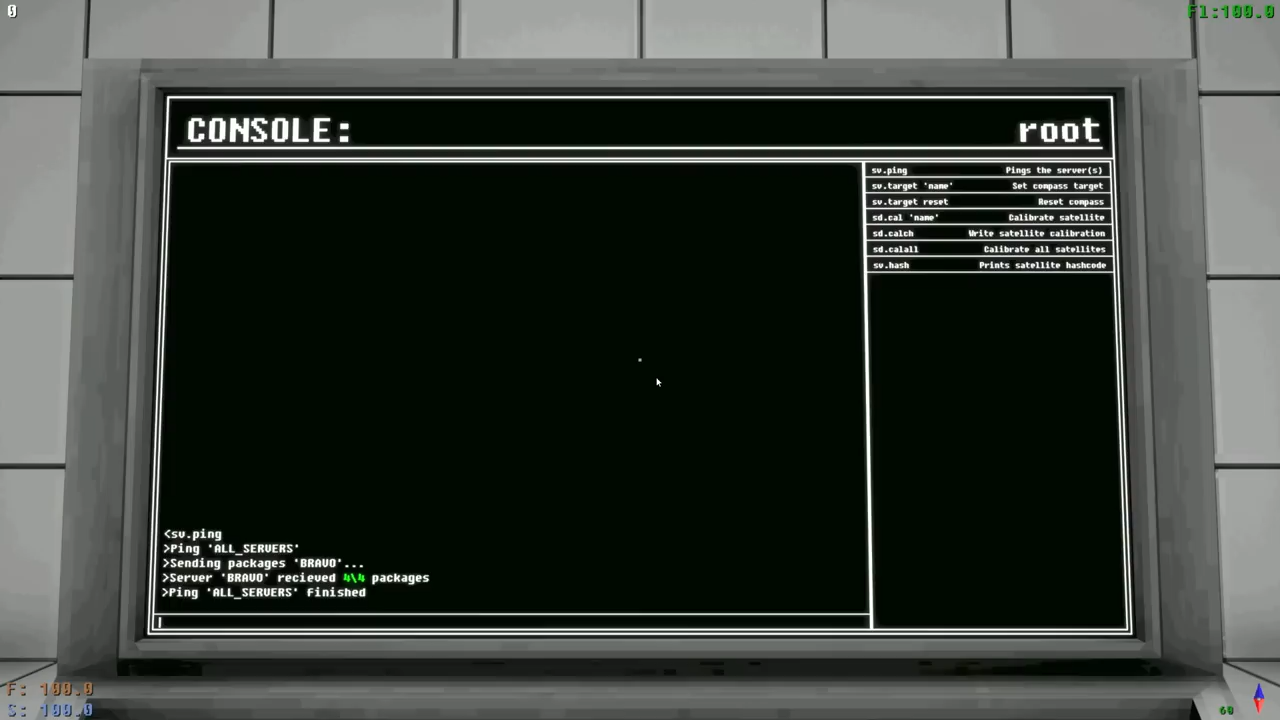 0
F1:100.0
CONSOLE:
root
sv.ping Pings the server(s)
sv.target 'name' Set compass target
sv.target reset Reset compass
sd.cal 'name' Calibrate satellite
sd.calch Write satellite calibration
sd.calall Calibrate all satellites
sv.hash Prints satellite hashcode
<sv.ping
>Ping 'ALL_SERVERS'
>Sending packages 'BRAVO'...
>Server 'BRAVO' recieved 4\4 packages
>Ping 'ALL_SERVERS' finished
F: 100.0
S: 100.0
60